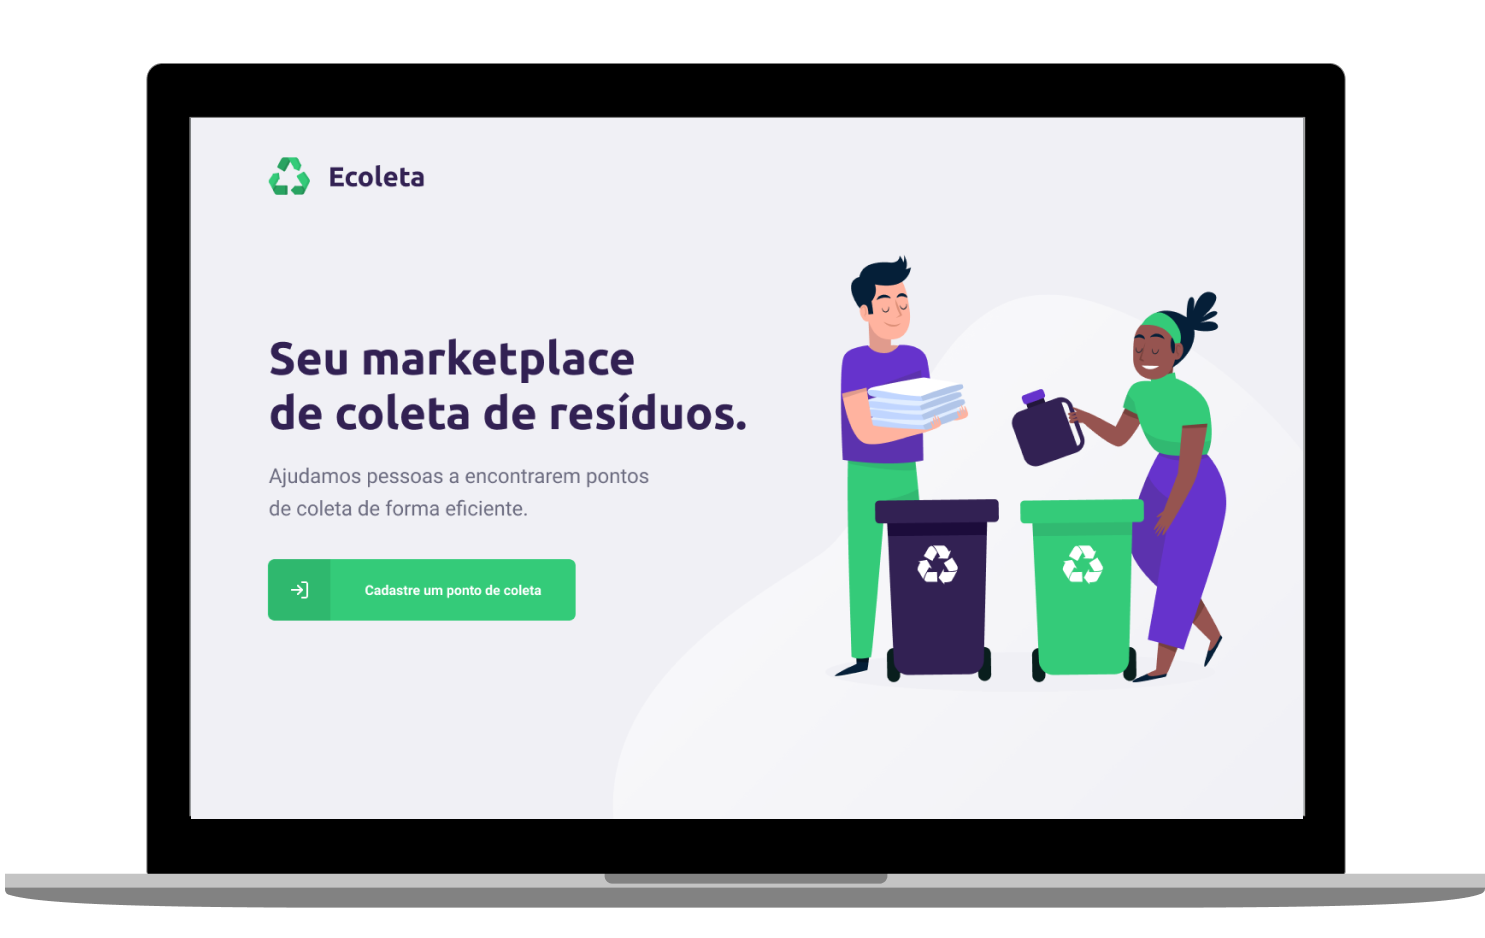 Ecoleta
Seu marketplace
de coleta de resíduos.
Ajudamos pessoas a encontrarem pontos
de coleta de forma eficiente.
Cadastre um ponto de coleta